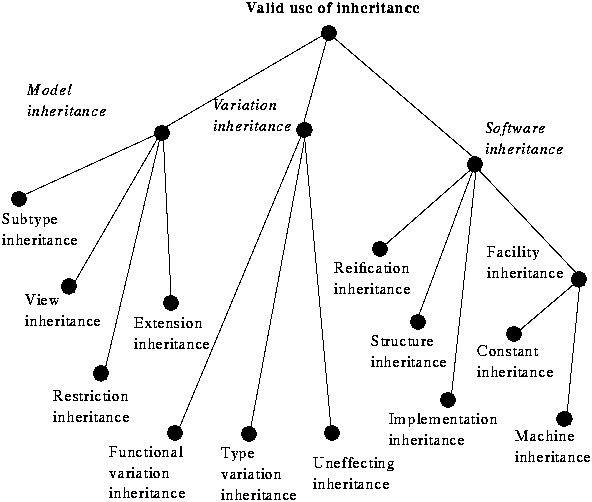 Valid use of inheritance
Model
inheritance
Variation
inheritance
Software
inheritance
Subtype
inheritance
View
inheritance
Extension
inheritance
Restriction
inheritance
Functional
variation
inheritance
Type
variation
inheritance
Uneffecting
inheritance
Reification
inheritance
Facility
inheritance
Structure
inheritance
Constant
inheritance
Implementation
inheritance
Machine
inheritance